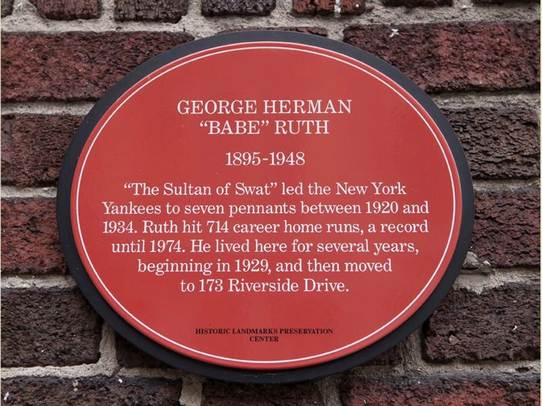 GEORGE HERMAN
“BABE” RUTH
1895-1948
“The Sultan of Swat” led the New York
Yankees to seven pennants between 1920 and
1934. Ruth hit 714 career home runs, a record
until 1974. He lived here for several years,
beginning in 1929, and then moved
to 173 Riverside Drive.
HISTORIC LANDMARKS PRESERVATION
CENTER